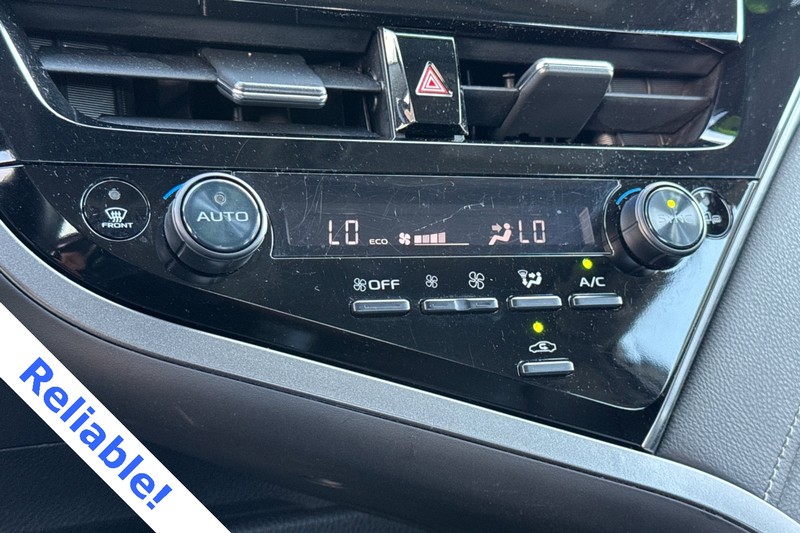 AUTO
FRONT
LO
ECO
LO
SYNC
OFF
A/C
Reliable!